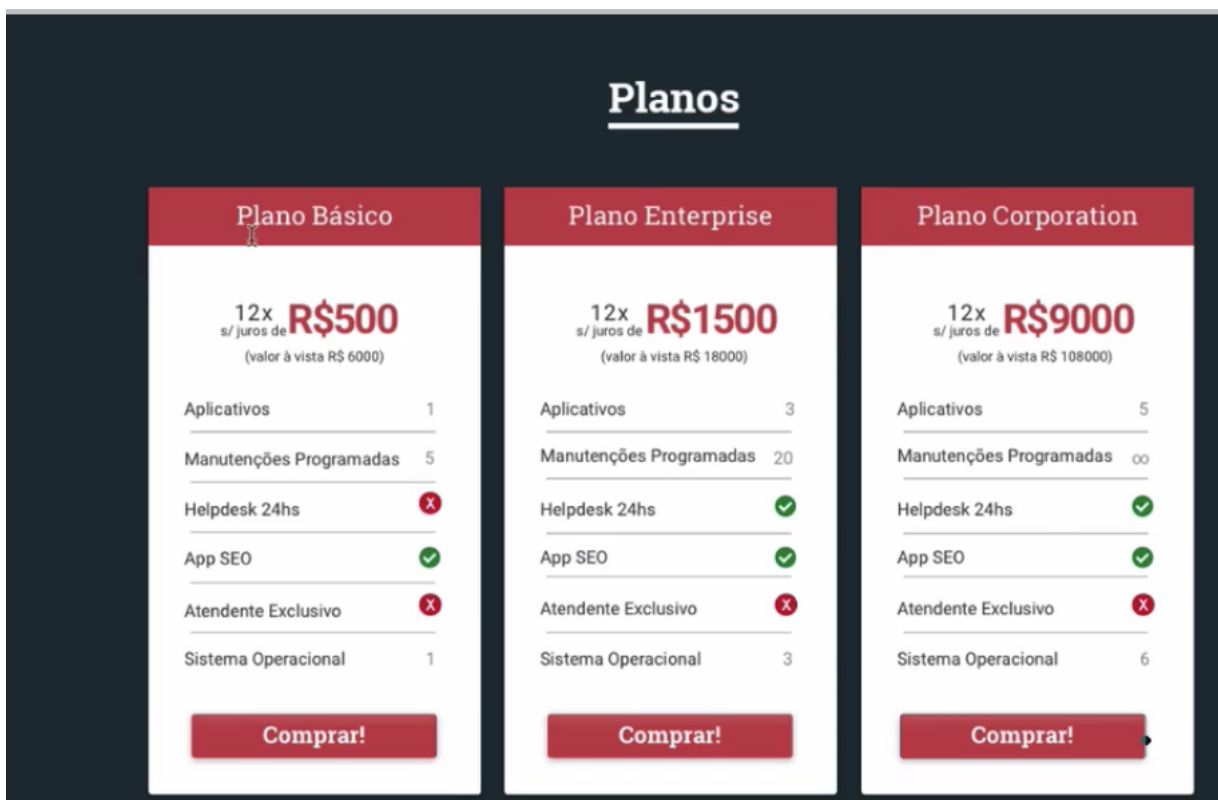 Planos
Plano Básico
12x
s/ juros de R$500
(valor à vista R$ 6000)
Aplicativos 1
Manutenções Programadas 5
Helpdesk 24hs X
App SEO
Atendente Exclusivo X
Sistema Operacional 1
Comprar!
Plano Enterprise
12x
s/ juros de R$1500
(valor à vista R$ 18000)
Aplicativos 3
Manutenções Programadas 20
Helpdesk 24hs
App SEO
Atendente Exclusivo X
Sistema Operacional 3
Comprar!
Plano Corporation
12x
s/ juros de R$9000
(valor à vista R$ 108000)
Aplicativos 5
Manutenções Programadas ∞
Helpdesk 24hs
App SEO
Atendente Exclusivo X
Sistema Operacional 6
Comprar!